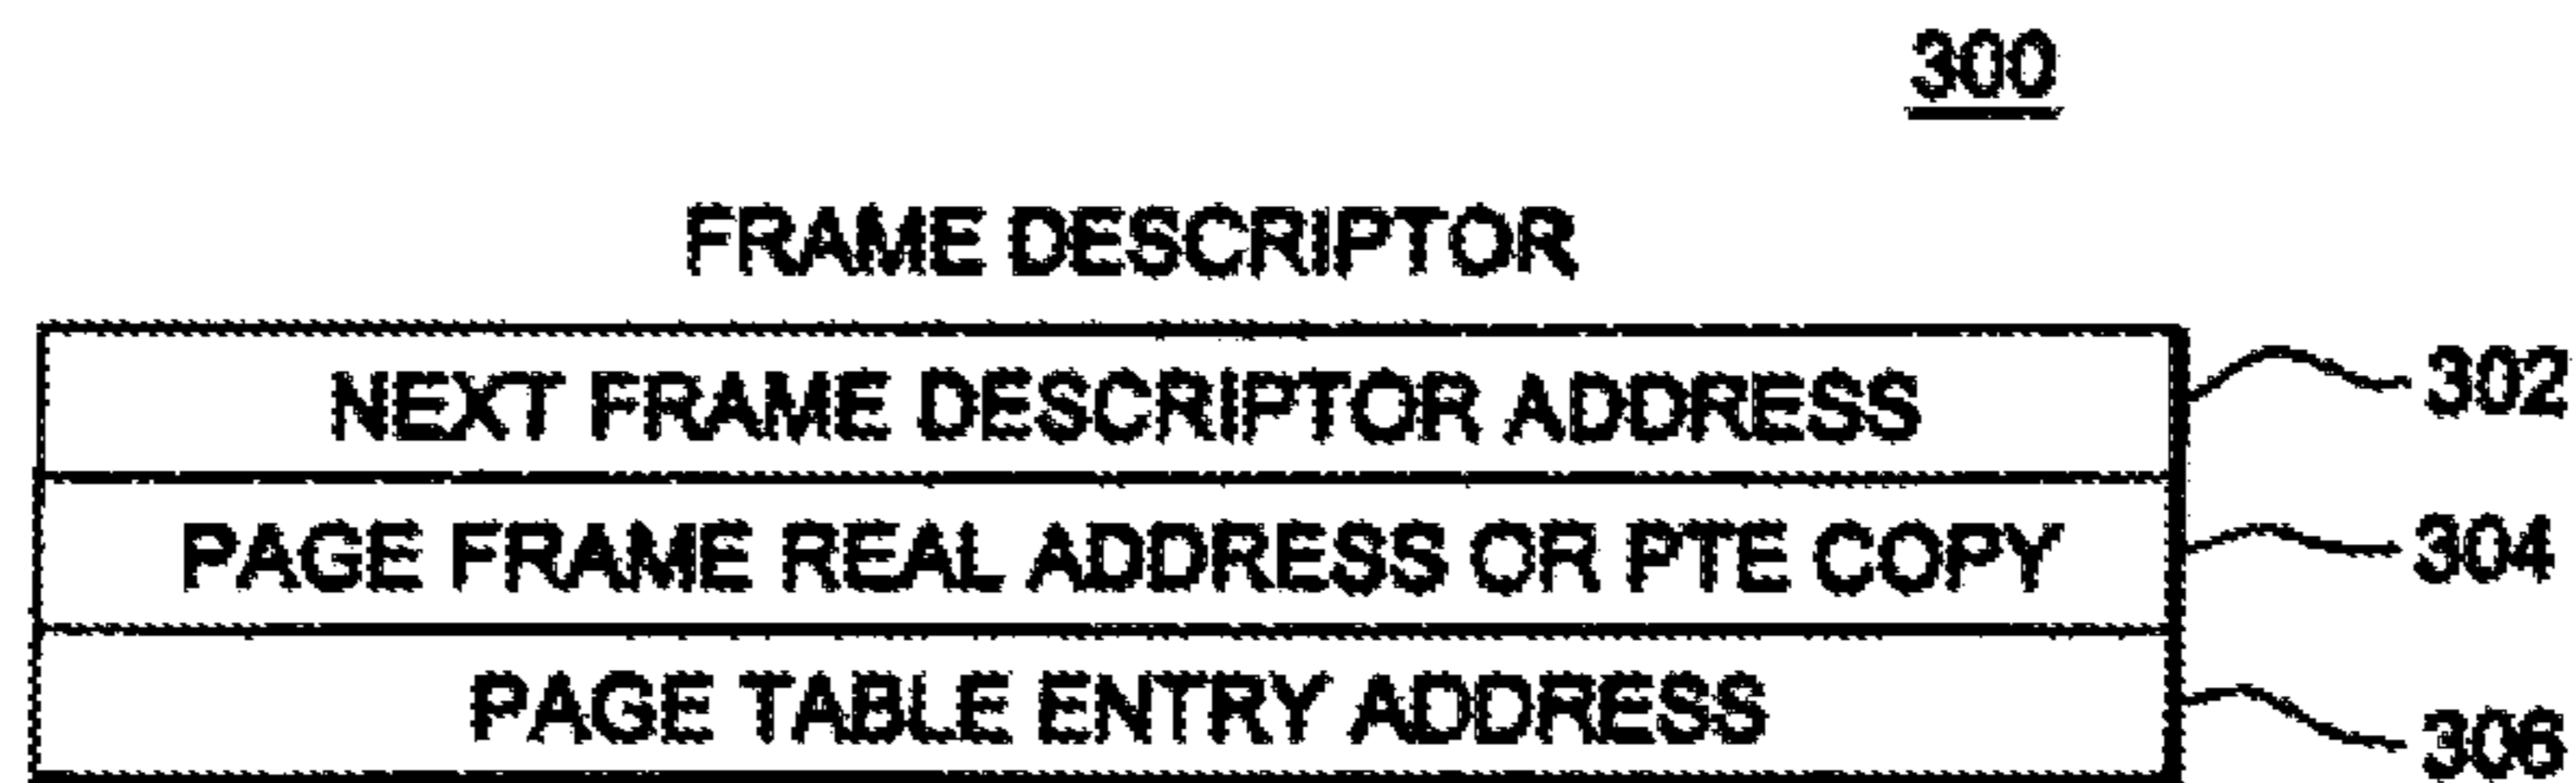 300
FRAME DESCRIPTOR
NEXT FRAME DESCRIPTOR ADDRESS 302
PAGE FRAME REAL ADDRESS OR PTE COPY 304
PAGE TABLE ENTRY ADDRESS 306